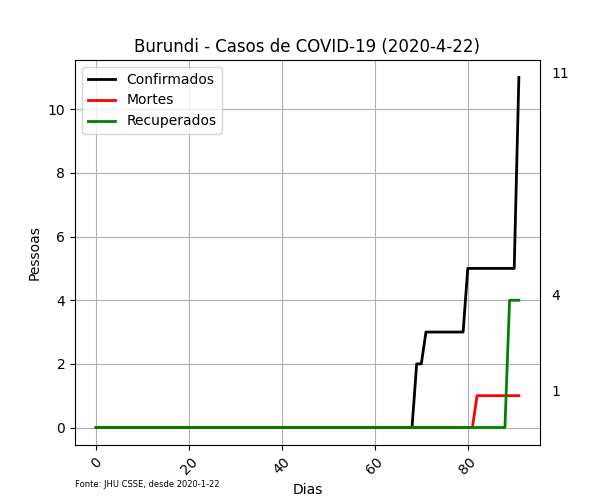 Burundi - Casos de COVID-19 (2020-4-22)
Confirmados
Mortes
Recuperados
11
10
8
6
4
4
2
1
0
Pessoas
0
20
40
60
80
Dias
Fonte: JHU CSSE, desde 2020-1-22